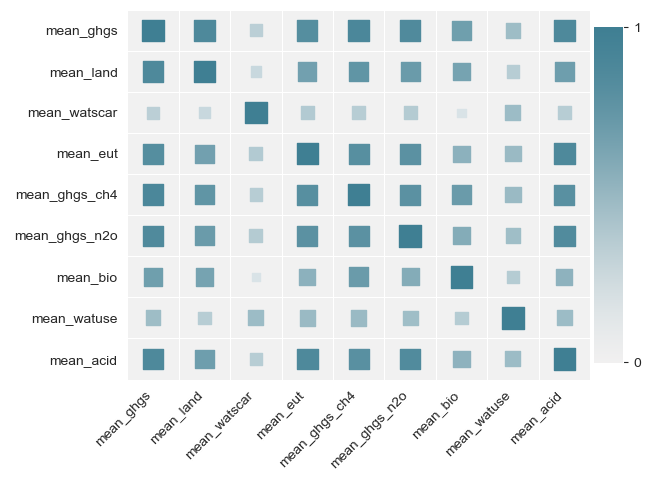 mean_ghgs
mean_land
mean_watscar
mean_eut
mean_ghgs_ch4
mean_ghgs_n2o
mean_bio
mean_watuse
mean_acid
1
0
mean_ghgs
mean_land
mean_watscar
mean_eut
mean_ghgs_ch4
mean_ghgs_n2o
mean_bio
mean_watuse
mean_acid